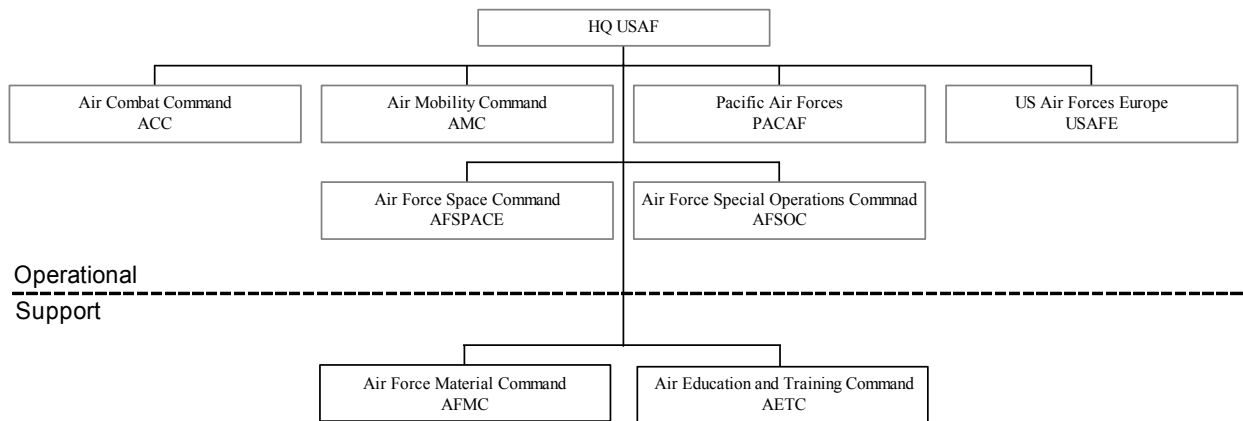 HQ USAF
Air Combat Command
ACC
Air Mobility Command
AMC
Pacific Air Forces
PACAF
US Air Forces Europe
USAFE
Air Force Space Command
AFSPACE
Air Force Special Operations Commnad
AFSOC
Operational
Support
Air Force Material Command
AFMC
Air Education and Training Command
AETC